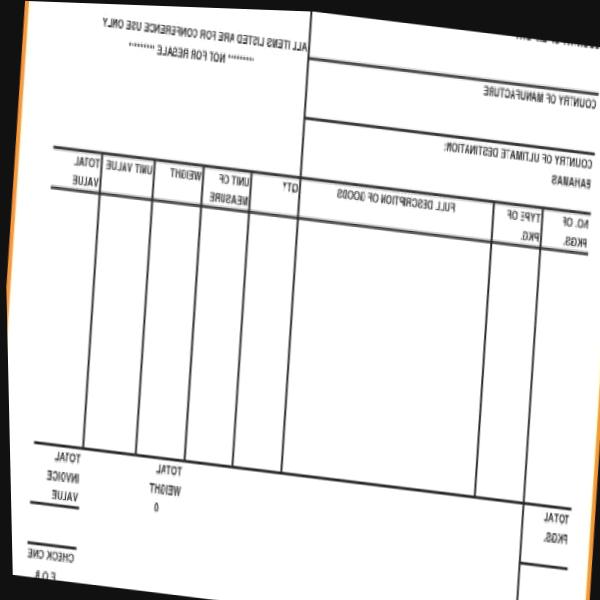 COUNTRY OF MANUFACTURE
ALL ITEMS LISTED ARE FOR CONFERENCE USE ONLY
******** NOT FOR RESALE ********
COUNTRY OF ULTIMATE DESTINATION:
BAHAMAS
NO. OF PKGS. TYPE OF PKG. FULL DESCRIPTION OF GOODS QTY UNIT OF MEASURE WEIGHT UNIT VALUE TOTAL VALUE
TOTAL PKGS.
TOTAL WEIGHT
0
TOTAL INVOICE VALUE
CHECK ONE